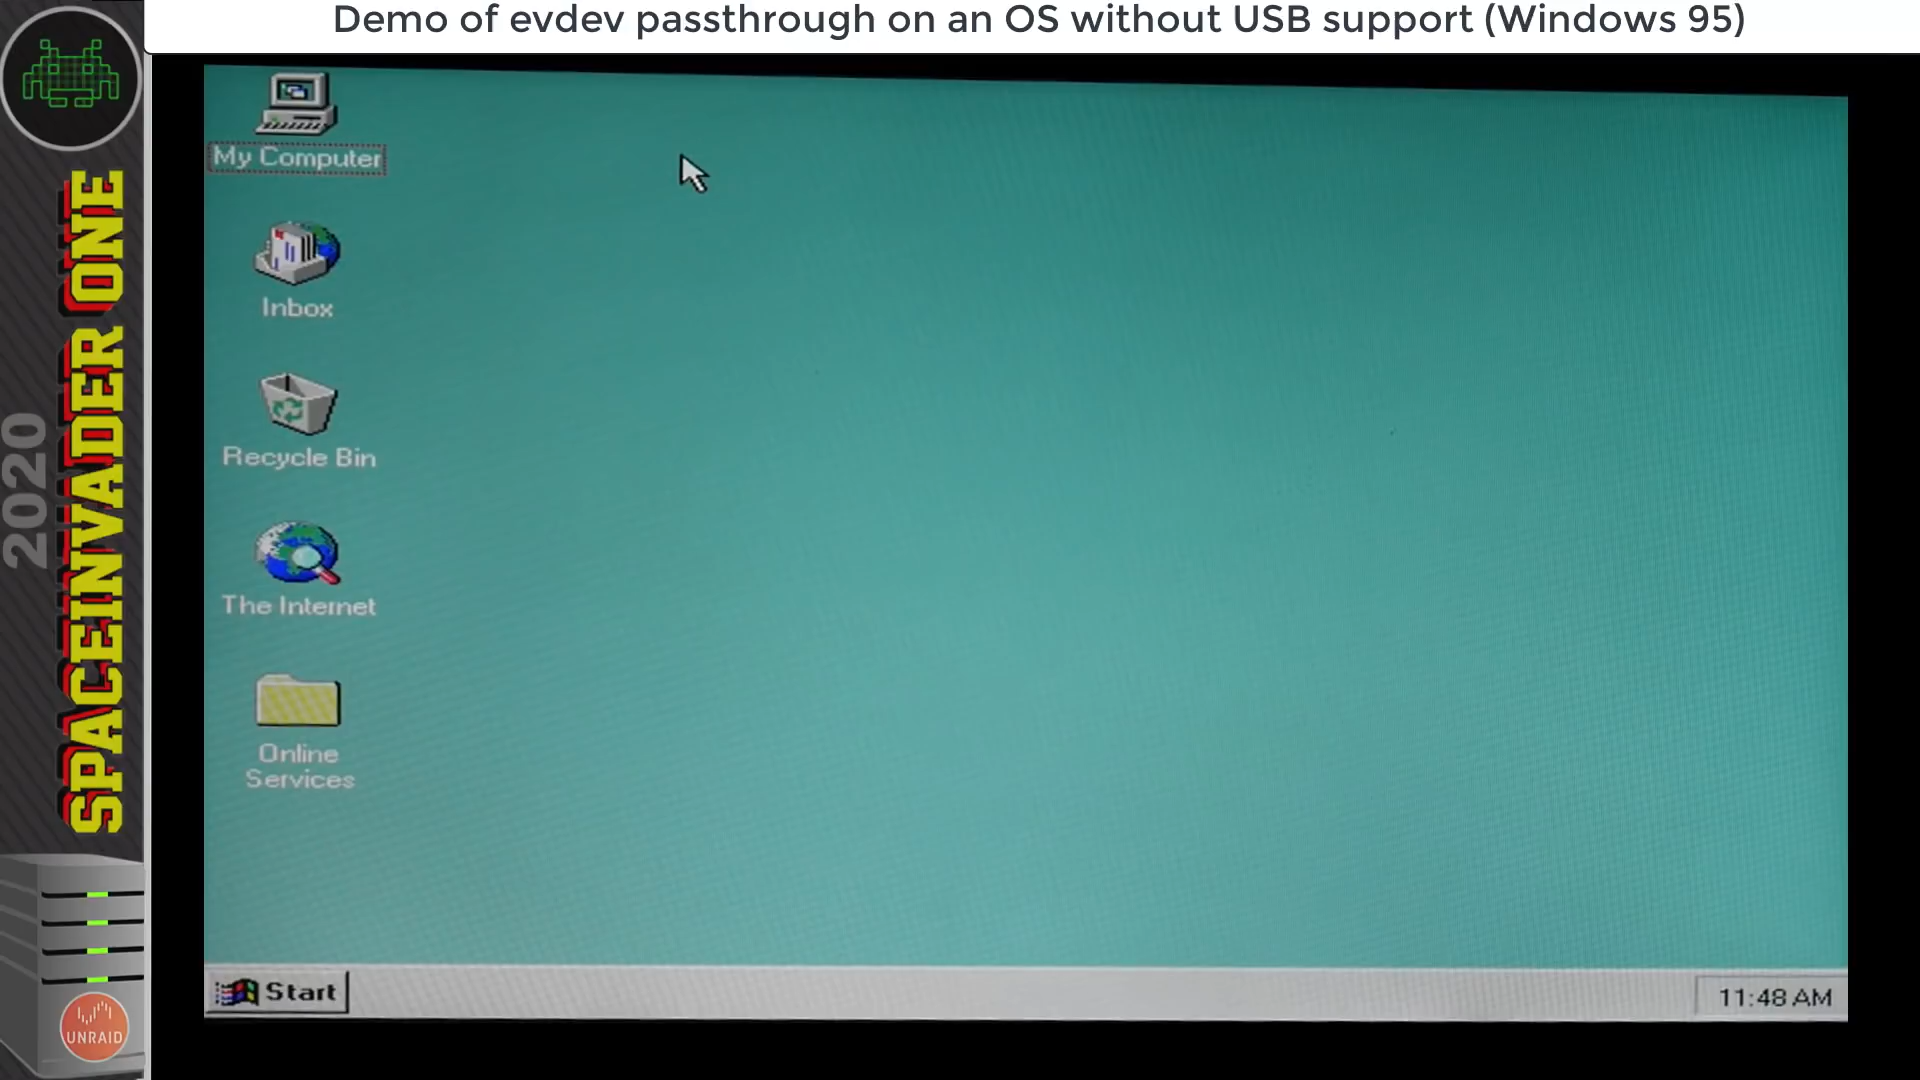 Demo of evdev passthrough on an OS without USB support (Windows 95)
2020
SPACEINVADER ONE
UNRAID
My Computer
Inbox
Recycle Bin
The Internet
Online
Services
Start
11:48 AM